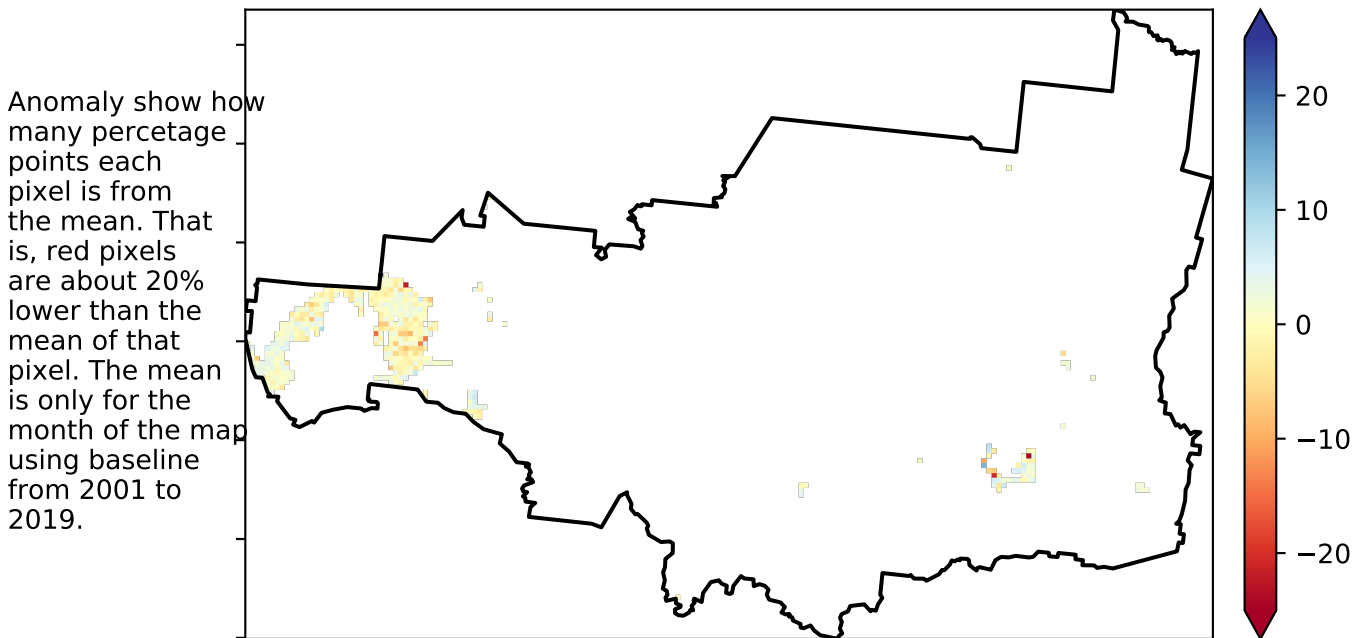 Anomaly show how
many percetage
points each
pixel is from
the mean. That
is, red pixels
are about 20%
lower than the
mean of that
pixel. The mean
is only for the
month of the map
using baseline
from 2001 to
2019.
20
10
0
−10
−20